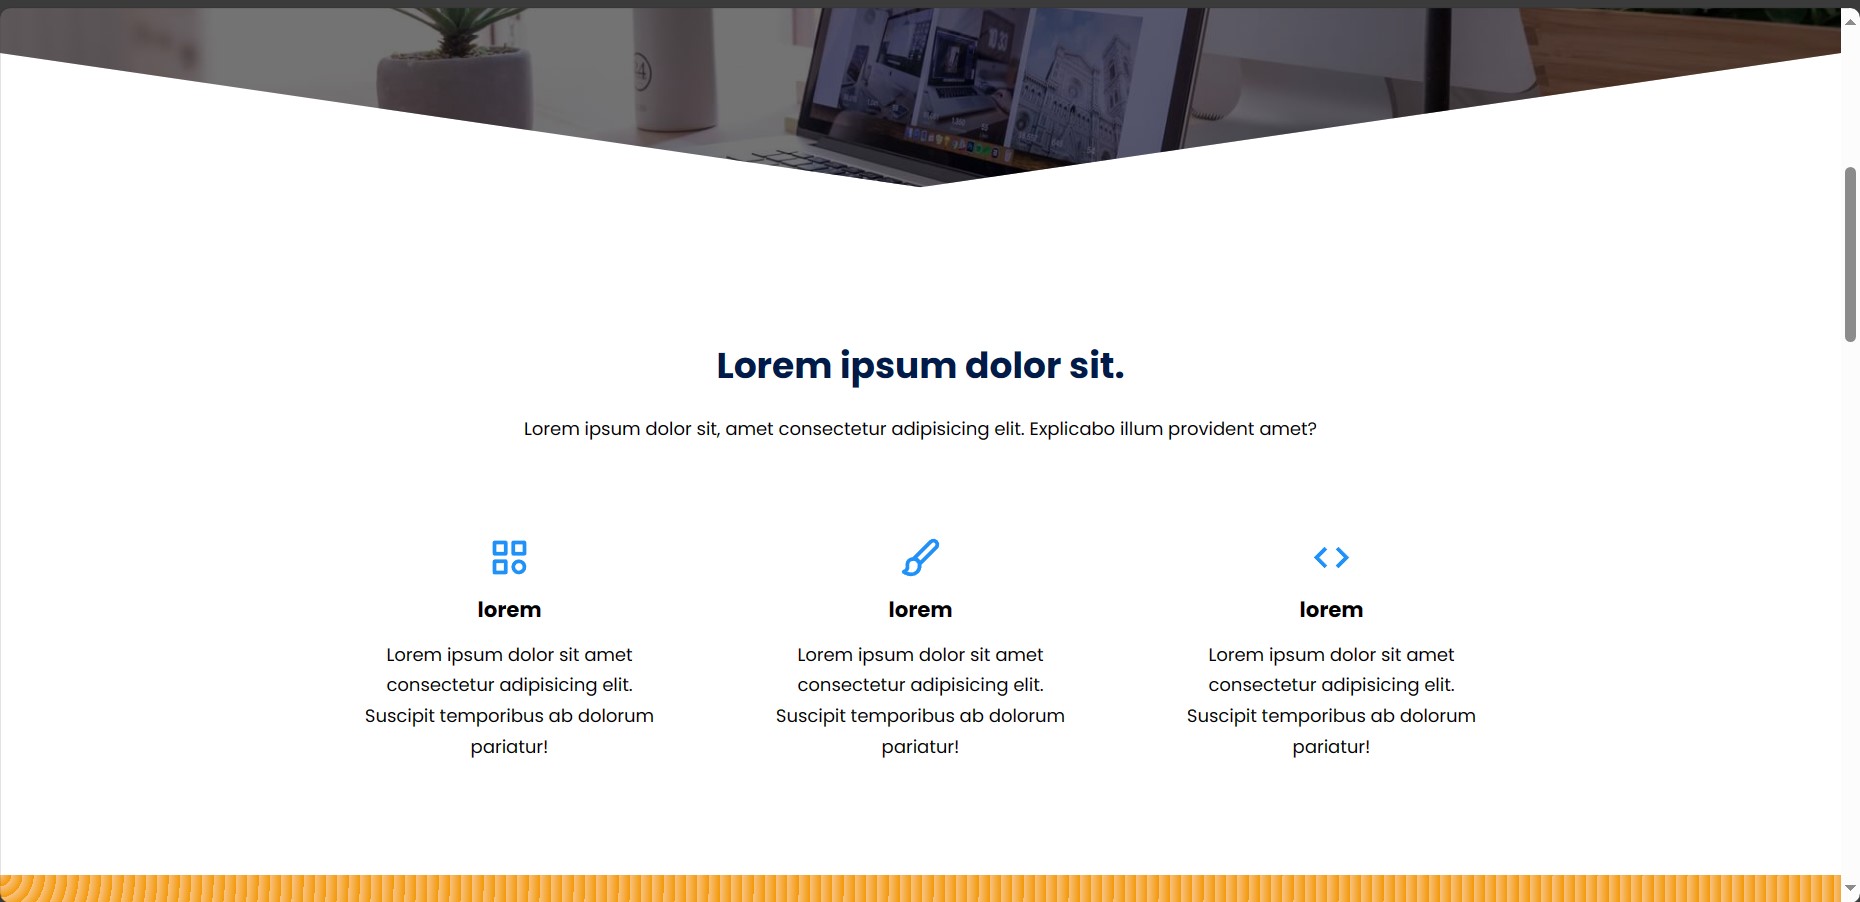 Lorem ipsum dolor sit.
Lorem ipsum dolor sit, amet consectetur adipisicing elit. Explicabo illum provident amet?
lorem
Lorem ipsum dolor sit amet
consectetur adipisicing elit.
Suscipit temporibus ab dolorum
pariatur!
lorem
Lorem ipsum dolor sit amet
consectetur adipisicing elit.
Suscipit temporibus ab dolorum
pariatur!
lorem
Lorem ipsum dolor sit amet
consectetur adipisicing elit.
Suscipit temporibus ab dolorum
pariatur!